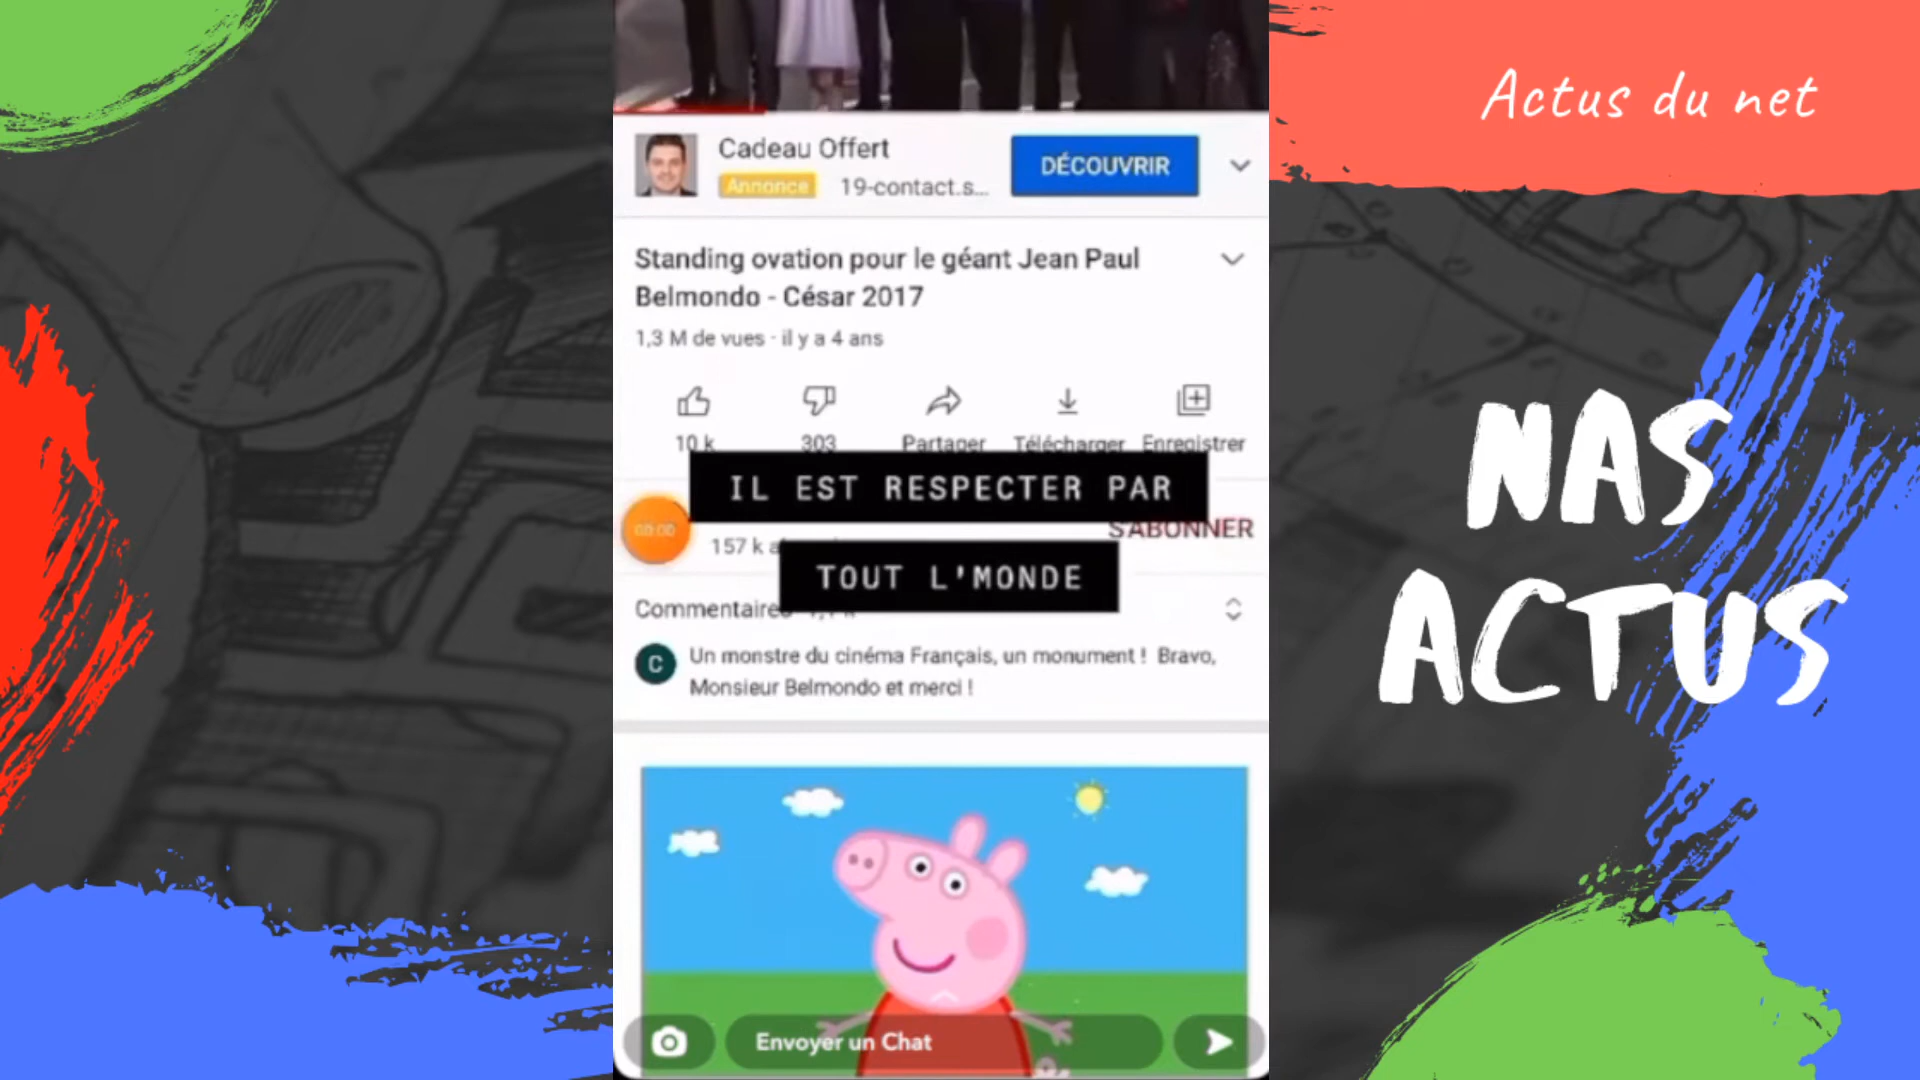 Actus du net
NAS
ACTUS
Cadeau Offert
DÉCOUVRIR
Annonce
19-contact.s...
Standing ovation pour le géant Jean Paul
Belmondo - César 2017
1,3 M de vues · il y a 4 ans
10 k
303
Partager
Télécharger
Enregistrer
IL EST RESPECTER PAR
00:00
S'ABONNER
157 k
TOUT L'MONDE
Commentaires
C
Un monstre du cinéma Français, un monument ! Bravo,
Monsieur Belmondo et merci !
Envoyer un Chat